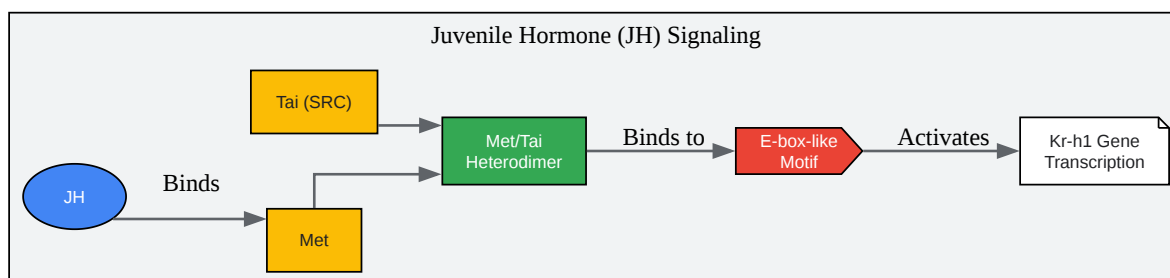 Juvenile Hormone (JH) Signaling
Tai (SRC)
Met/Tai
Heterodimer
Binds to
E-box-like
Motif
Activates
Kr-h1 Gene
Transcription
JH
Binds
Met